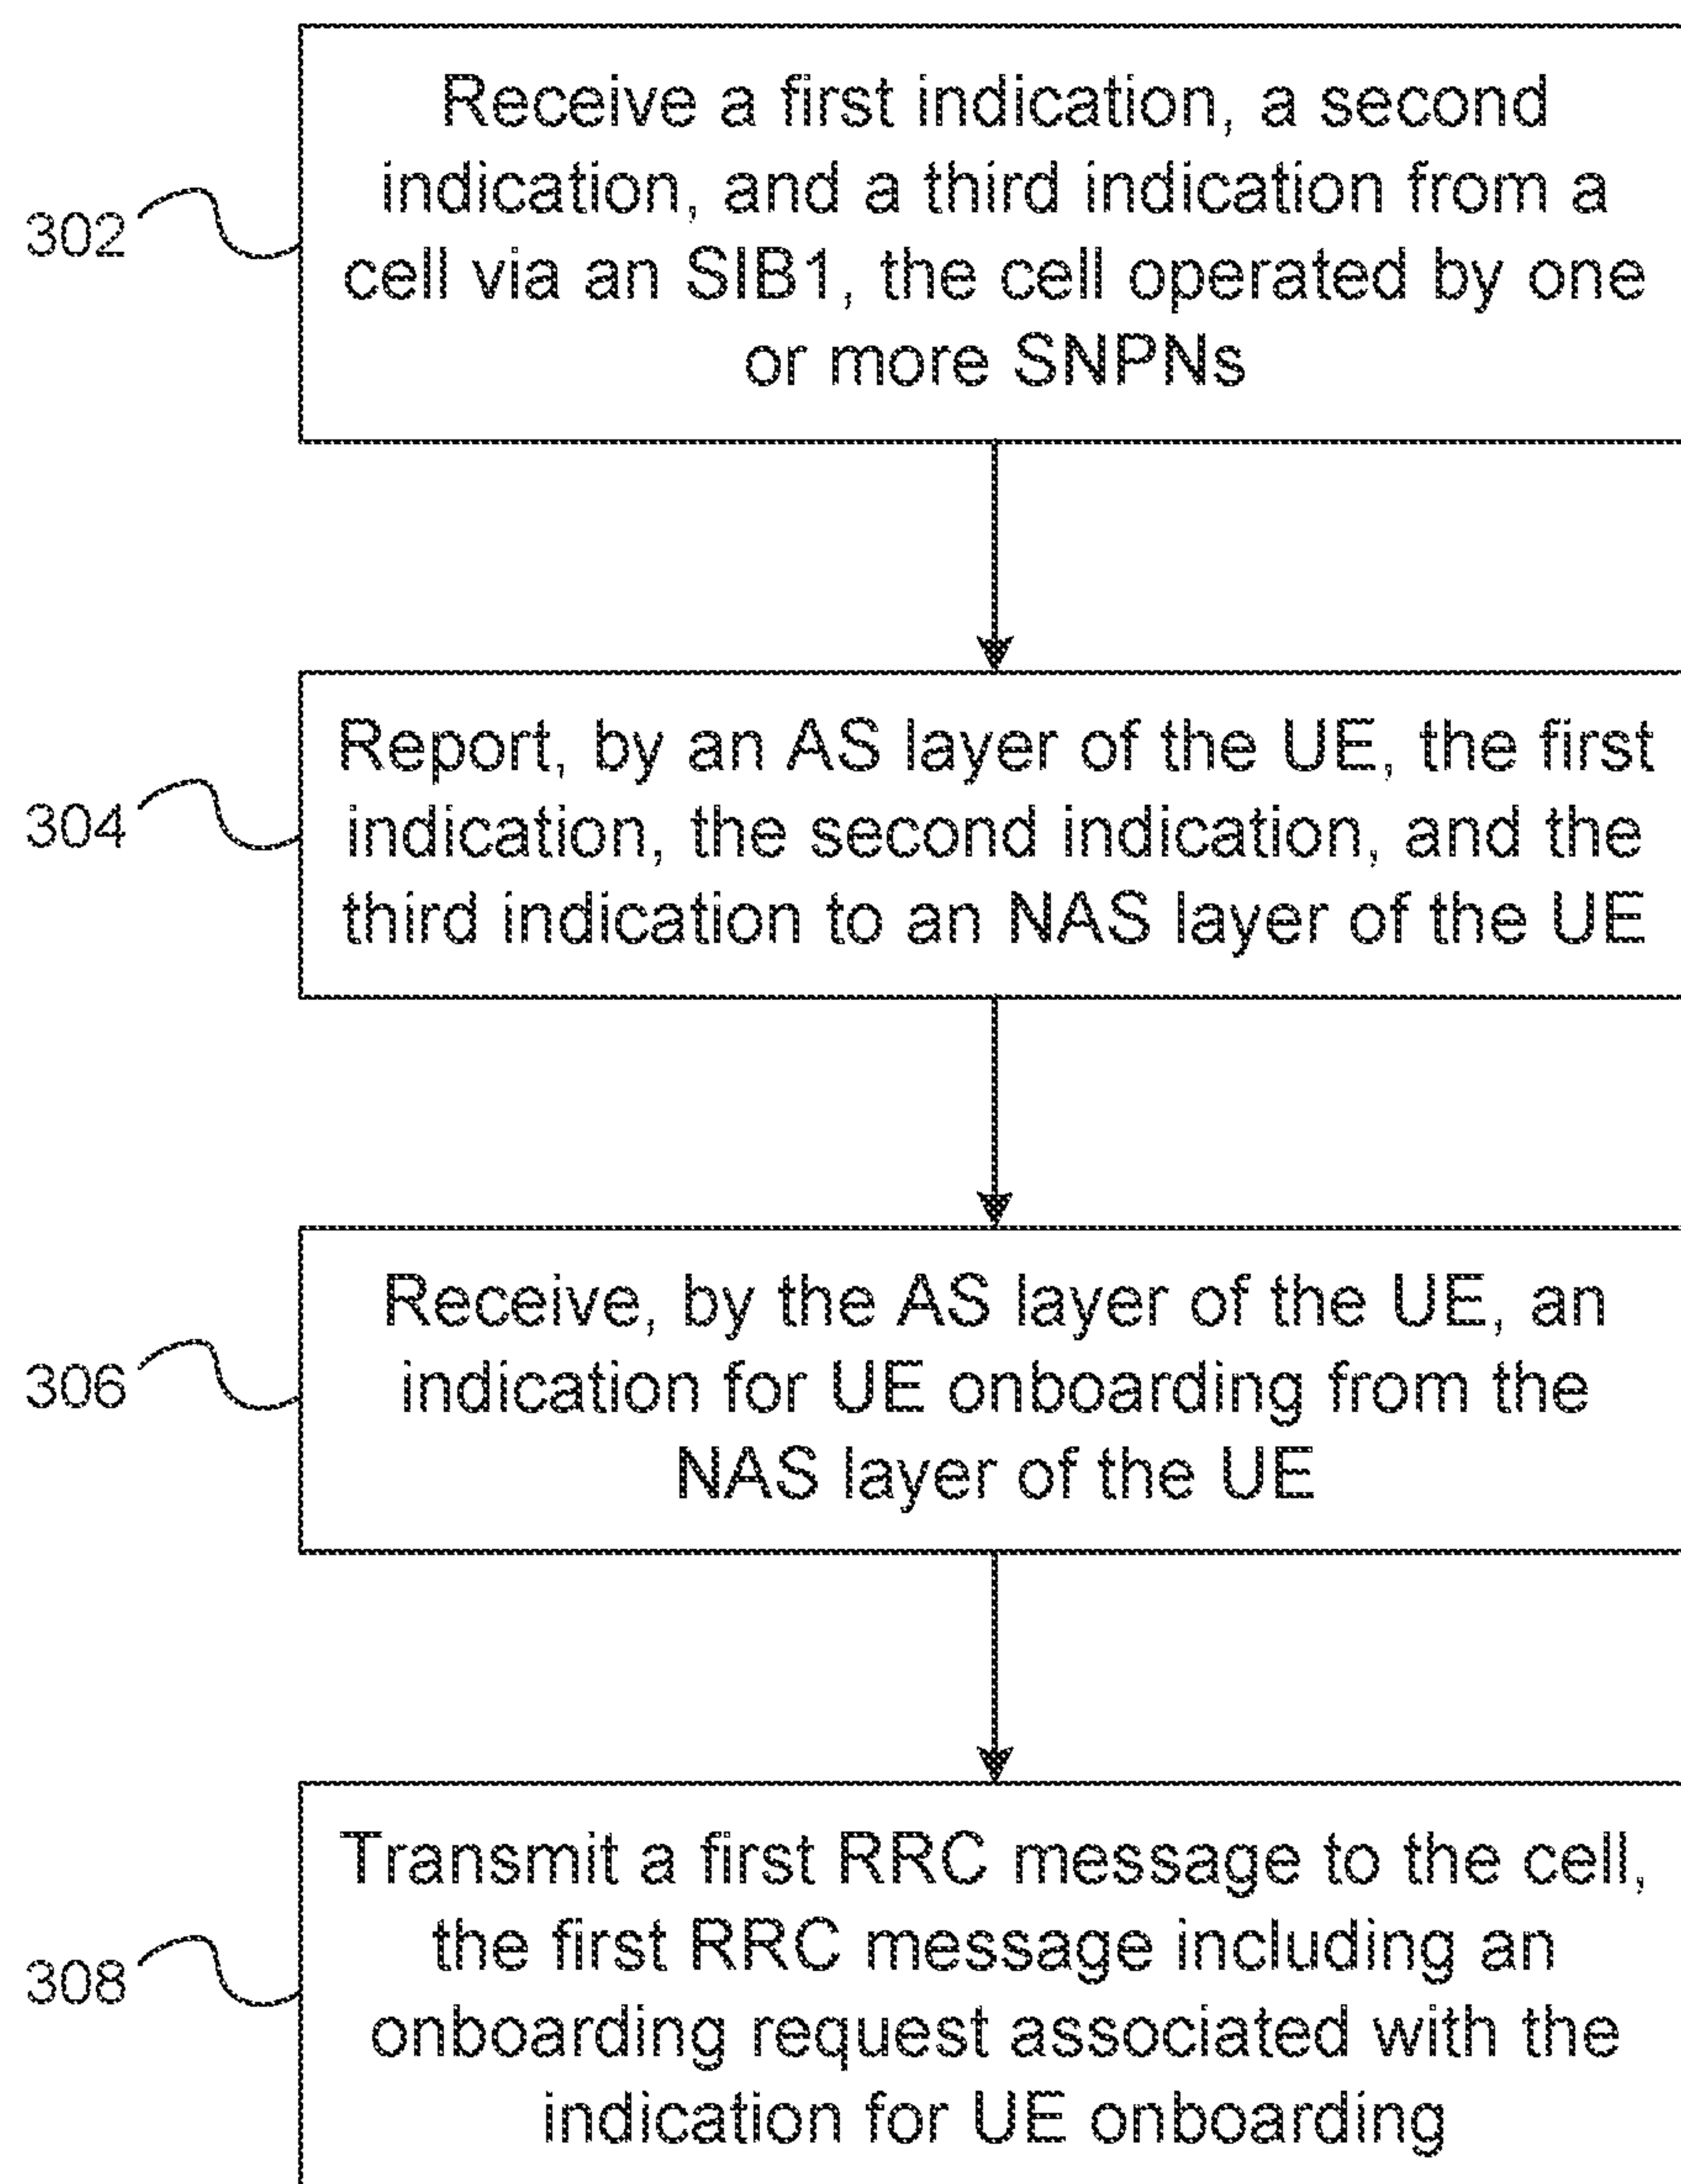 Receive a first indication, a second
indication, and a third indication from a
302
cell via an SIB1, the cell operated by one
or more SNPNs
Report, by an AS layer of the UE, the first
304
indication, the second indication, and the
third indication to an NAS layer of the UE
Receive, by the AS layer of the UE, an
306
indication for UE onboarding from the
NAS layer of the UE
Transmit a first RRC message to the cell,
the first RRC message including an
308
onboarding request associated with the
indication for UE onboarding